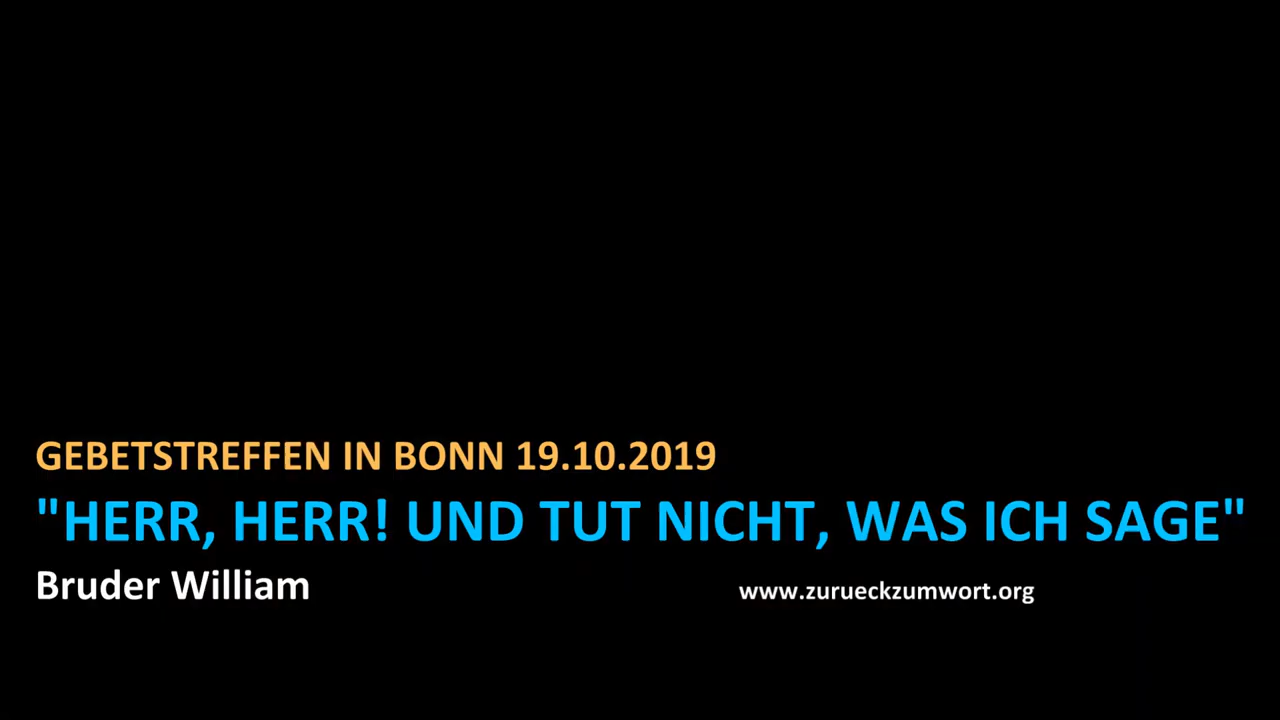 GEBETSTREFFEN IN BONN 19.10.2019
"HERR, HERR! UND TUT NICHT, WAS ICH SAGE"
Bruder William www.zurueckzumwort.org